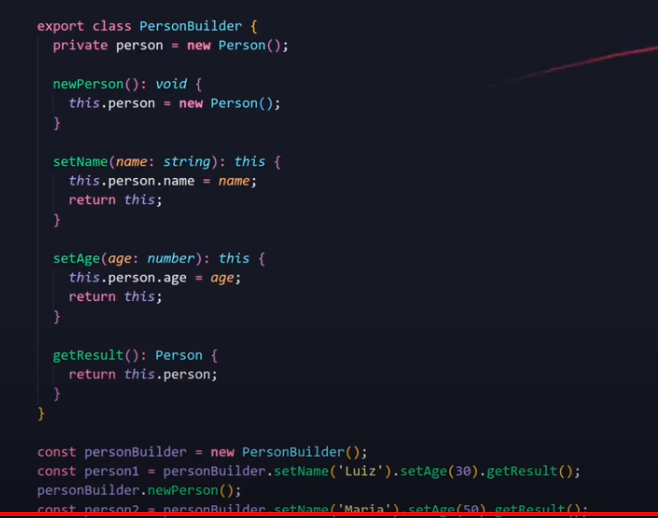 export class PersonBuilder {
private person = new Person();
newPerson(): void {
this.person = new Person();
}
setName(name: string): this {
this.person.name = name;
return this;
}
setAge(age: number): this {
this.person.age = age;
return this;
}
getResult(): Person {
return this.person;
}
}
const personBuilder = new PersonBuilder();
const person1 = personBuilder.setName('Luiz').setAge(30).getResult();
personBuilder.newPerson();
const person2 = personBuilder.setName('Maria').setAge(50).getResult();